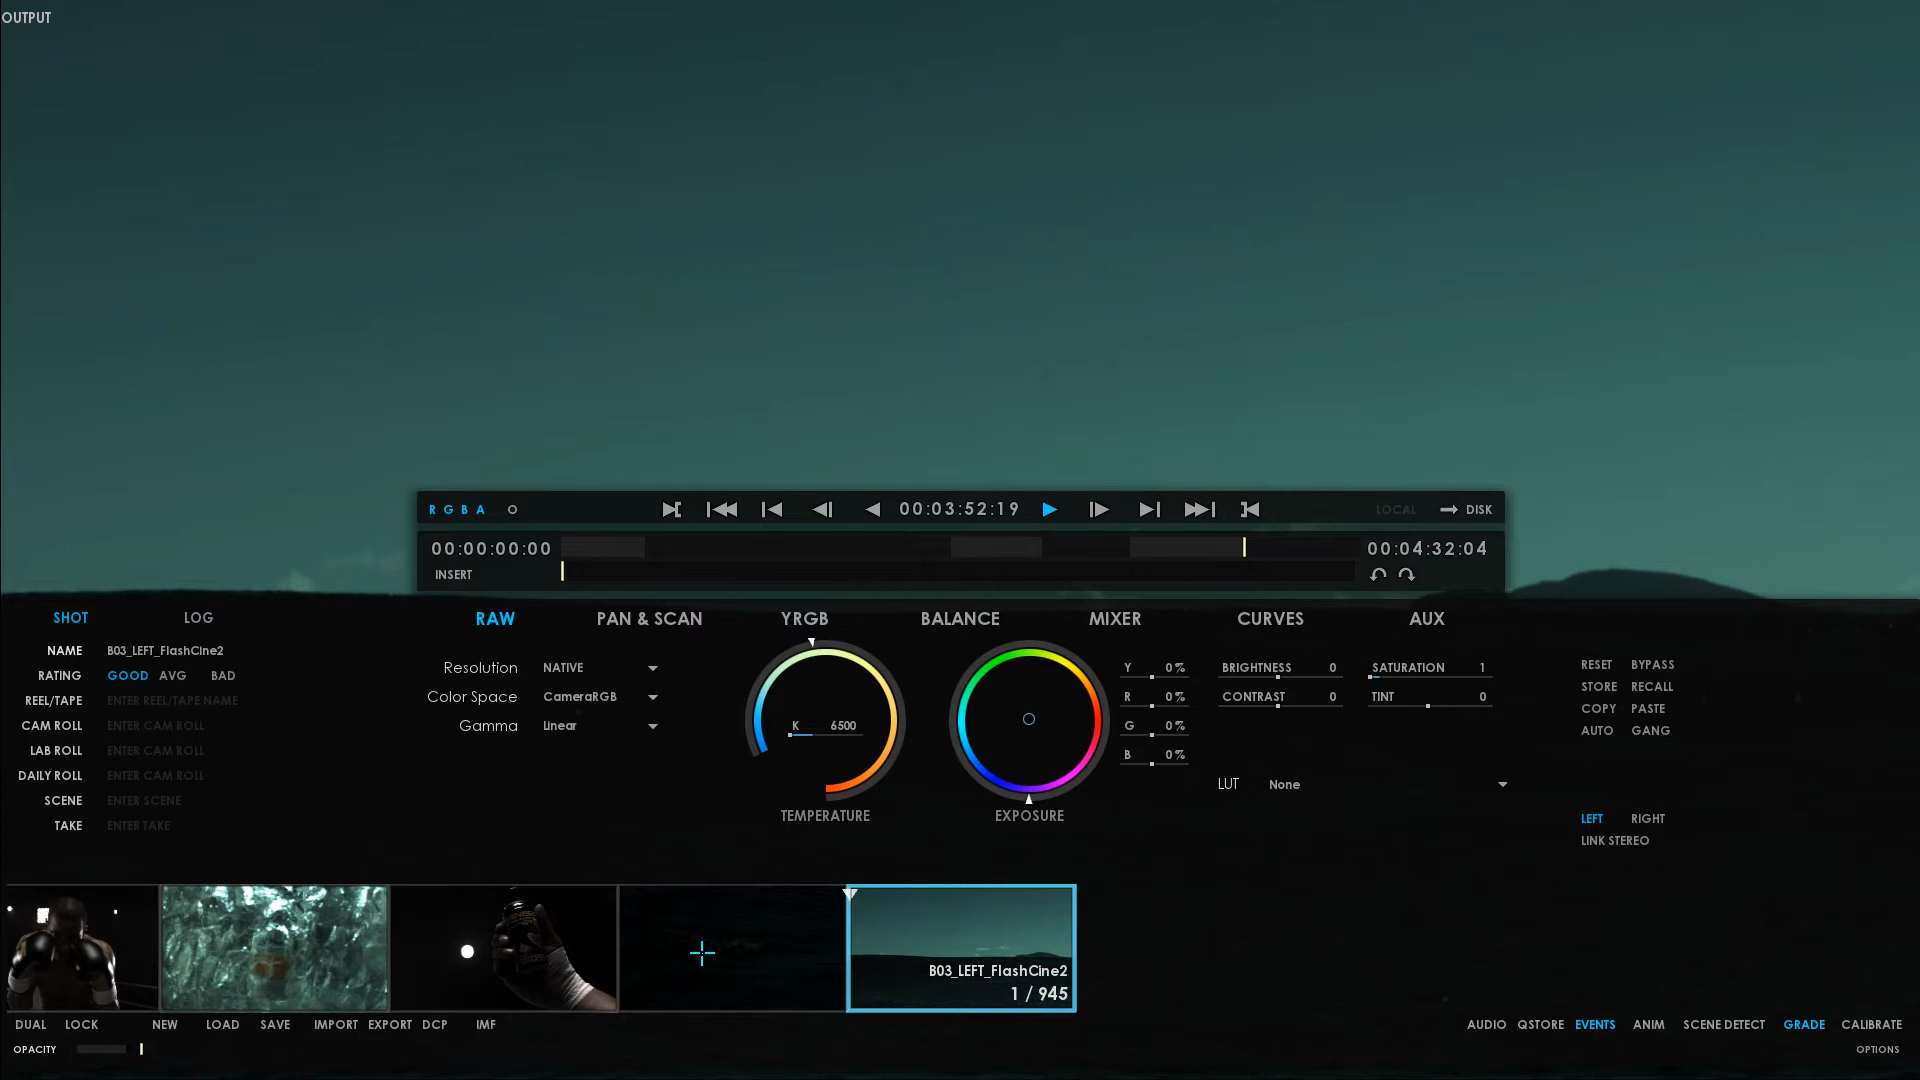 OUTPUT
R G B A O 00:03:52:19 LOCAL DISK
00:00:00:00 00:04:32:04
INSERT
SHOT LOG
RAW PAN & SCAN YRGB BALANCE MIXER CURVES AUX
NAME B03_LEFT_FlashCine2
RATING GOOD AVG BAD
REEL/TAPE ENTER REEL/TAPE NAME
CAM ROLL ENTER CAM ROLL
LAB ROLL ENTER CAM ROLL
DAILY ROLL ENTER CAM ROLL
SCENE ENTER SCENE
TAKE ENTER TAKE
Resolution NATIVE
Color Space CameraRGB
Gamma Linear
K 6500
TEMPERATURE
EXPOSURE
Y 0%
R 0%
G 0%
B 0%
BRIGHTNESS 0 SATURATION 1
CONTRAST 0 TINT 0
LUT None
RESET BYPASS
STORE RECALL
COPY PASTE
AUTO GANG
LEFT RIGHT
LINK STEREO
B03_LEFT_FlashCine2
1 / 945
DUAL LOCK NEW LOAD SAVE IMPORT EXPORT DCP IMF AUDIO QSTORE EVENTS ANIM SCENE DETECT GRADE CALIBRATE
OPACITY OPTIONS